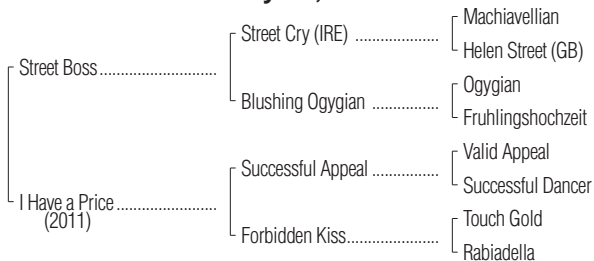 Machiavellian
Street Cry (IRE) ..................
Helen Street (GB)
Street Boss .........................
Ogygian
Blushing Ogygian ..............
Fruhlingshochzeit
Valid Appeal
Successful Appeal ...............
Successful Dancer
I Have a Price .....................
(2011)
Touch Gold
Forbidden Kiss....................
Rabiadella